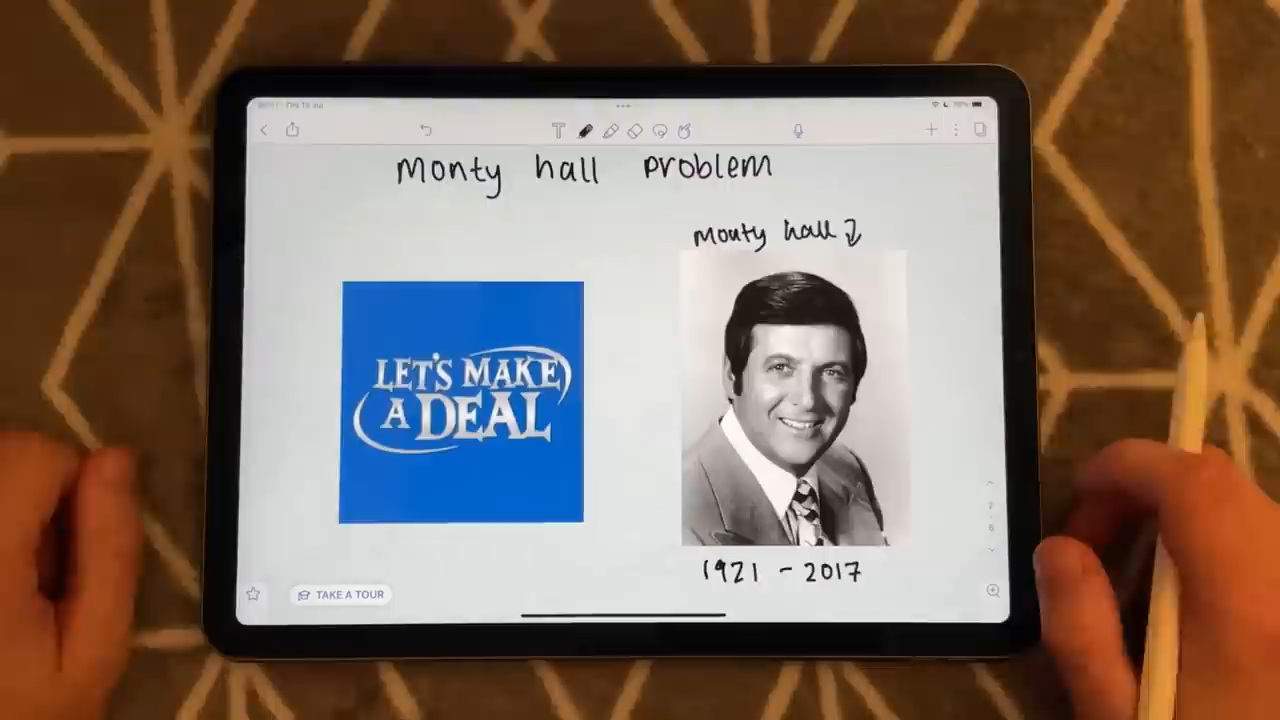 monty hall problem
monty hall
LET'S MAKE
A DEAL
1921 - 2017
TAKE A TOUR